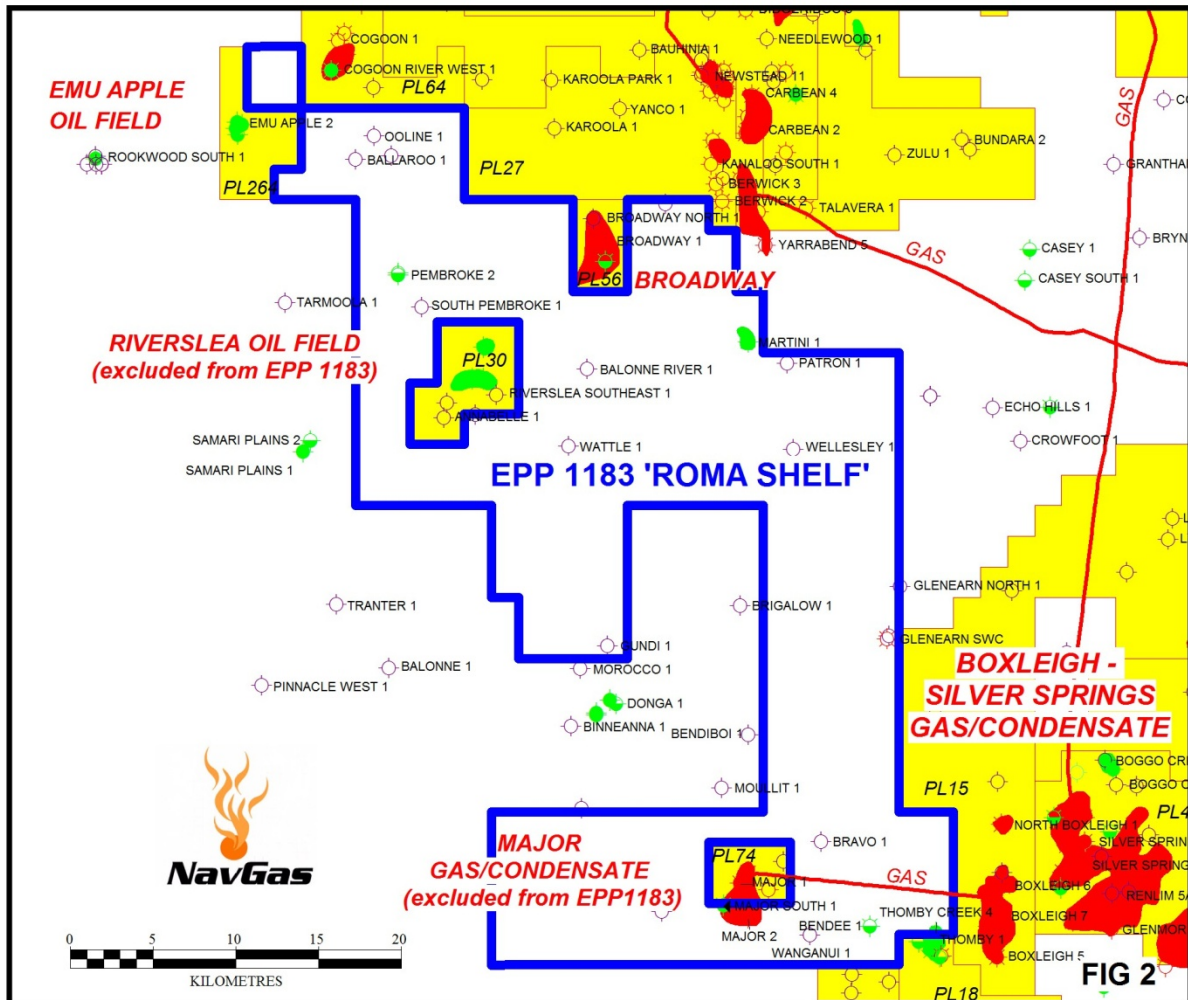 NEEDLEWOOD 1
COGOON 1
BAUHINIA 1
COGOON RIVER WEST 1
PL64
KAROOLA PARK 1
NEWSTEAD 11
EMU APPLE
OIL FIELD
CARBEAN 4
YANCO 1
EMU APPLE 2
KAROOLA 1
CARBEAN 2
GAS
OOLINE 1
BUNDARA 2
ROOKWOOD SOUTH 1
BALLAROO 1
PL27
KANALOO SOUTH 1
ZULU 1
PL264
BERWICK 3
BERWICK 2
TALAVERA 1
BROADWAY NORTH 1
BROADWAY 1
YARRABEND 5
GAS
CASEY 1
PEMBROKE 2
PL56
BROADWAY
CASEY SOUTH 1
TARMOOLA 1
SOUTH PEMBROKE 1
RIVERSLEA OIL FIELD
(excluded from EPP 1183)
PL30
MARTINI 1
PATRON 1
BALONNE RIVER 1
RIVERSLEA SOUTHEAST 1
ANNABELLE 1
ECHO HILLS 1
SAMARI PLAINS 2
SAMARI PLAINS 1
WATTLE 1
WELLESLEY 1
CROWFOOT 1
EPP 1183 'ROMA SHELF'
GLENEARN NORTH 1
TRANTER 1
BRIGALOW 1
GLENEARN SWC
GUNDI 1
BALONNE 1
MOROCCO 1
PINNACLE WEST 1
BOXLEIGH -
SILVER SPRINGS
GAS/CONDENSATE
DONGA 1
BINNEANNA 1
BENDIBOI 1
MOULLIT 1
PL15
NavGas
MAJOR
GAS/CONDENSATE
(excluded from EPP1183)
PL74
BRAVO 1
NORTH BOXLEIGH 1
GAS
MAJOR 1
BOXLEIGH 6
RENLIM 5A
MAJOR SOUTH 1
BENDEE 1
THOMBY CREEK 4
BOXLEIGH 7
MAJOR 2
WANGANUI 1
THOMBY 1
BOXLEIGH 5
PL18
FIG 2
0 5 10 15 20
KILOMETRES